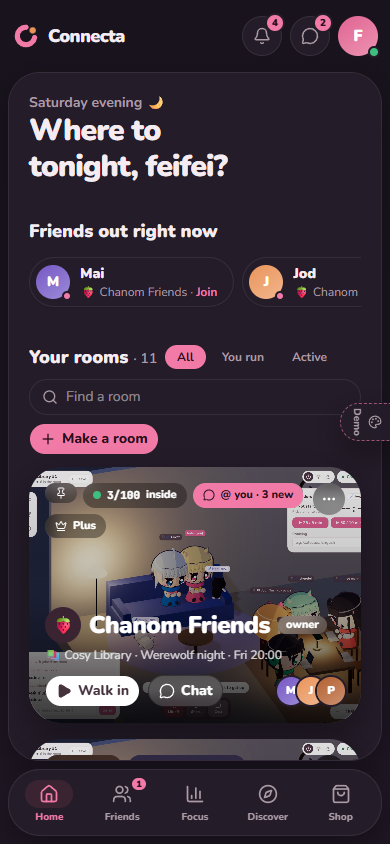 Connecta
4
2
F
Saturday evening 🌙
Where to
tonight, feifei?
Friends out right now
M
Mai
🍓 Chanom Friends · Join
J
Jod
🍓 Chanom
Your rooms · 11
All
You run
Active
Find a room
Demo
+ Make a room
3/100 inside
@ you · 3 new
Plus
🍓 Chanom Friends
owner
Cosy Library · Werewolf night · Fri 20:00
Walk in
Chat
M
J
P
1
Home
Friends
Focus
Discover
Shop